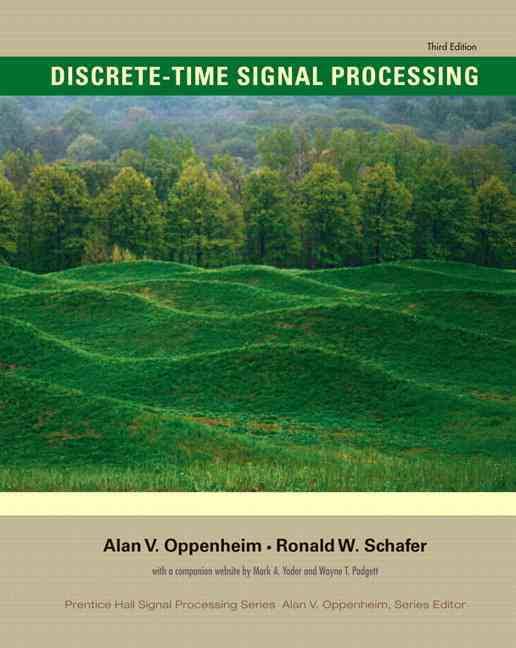 Third Edition
DISCRETE-TIME SIGNAL PROCESSING
Alan V. Oppenheim • Ronald W. Schafer
with a companion website by Mark A. Yoder and Wayne T. Padgett
Prentice Hall Signal Processing Series Alan V. Oppenheim, Series Editor